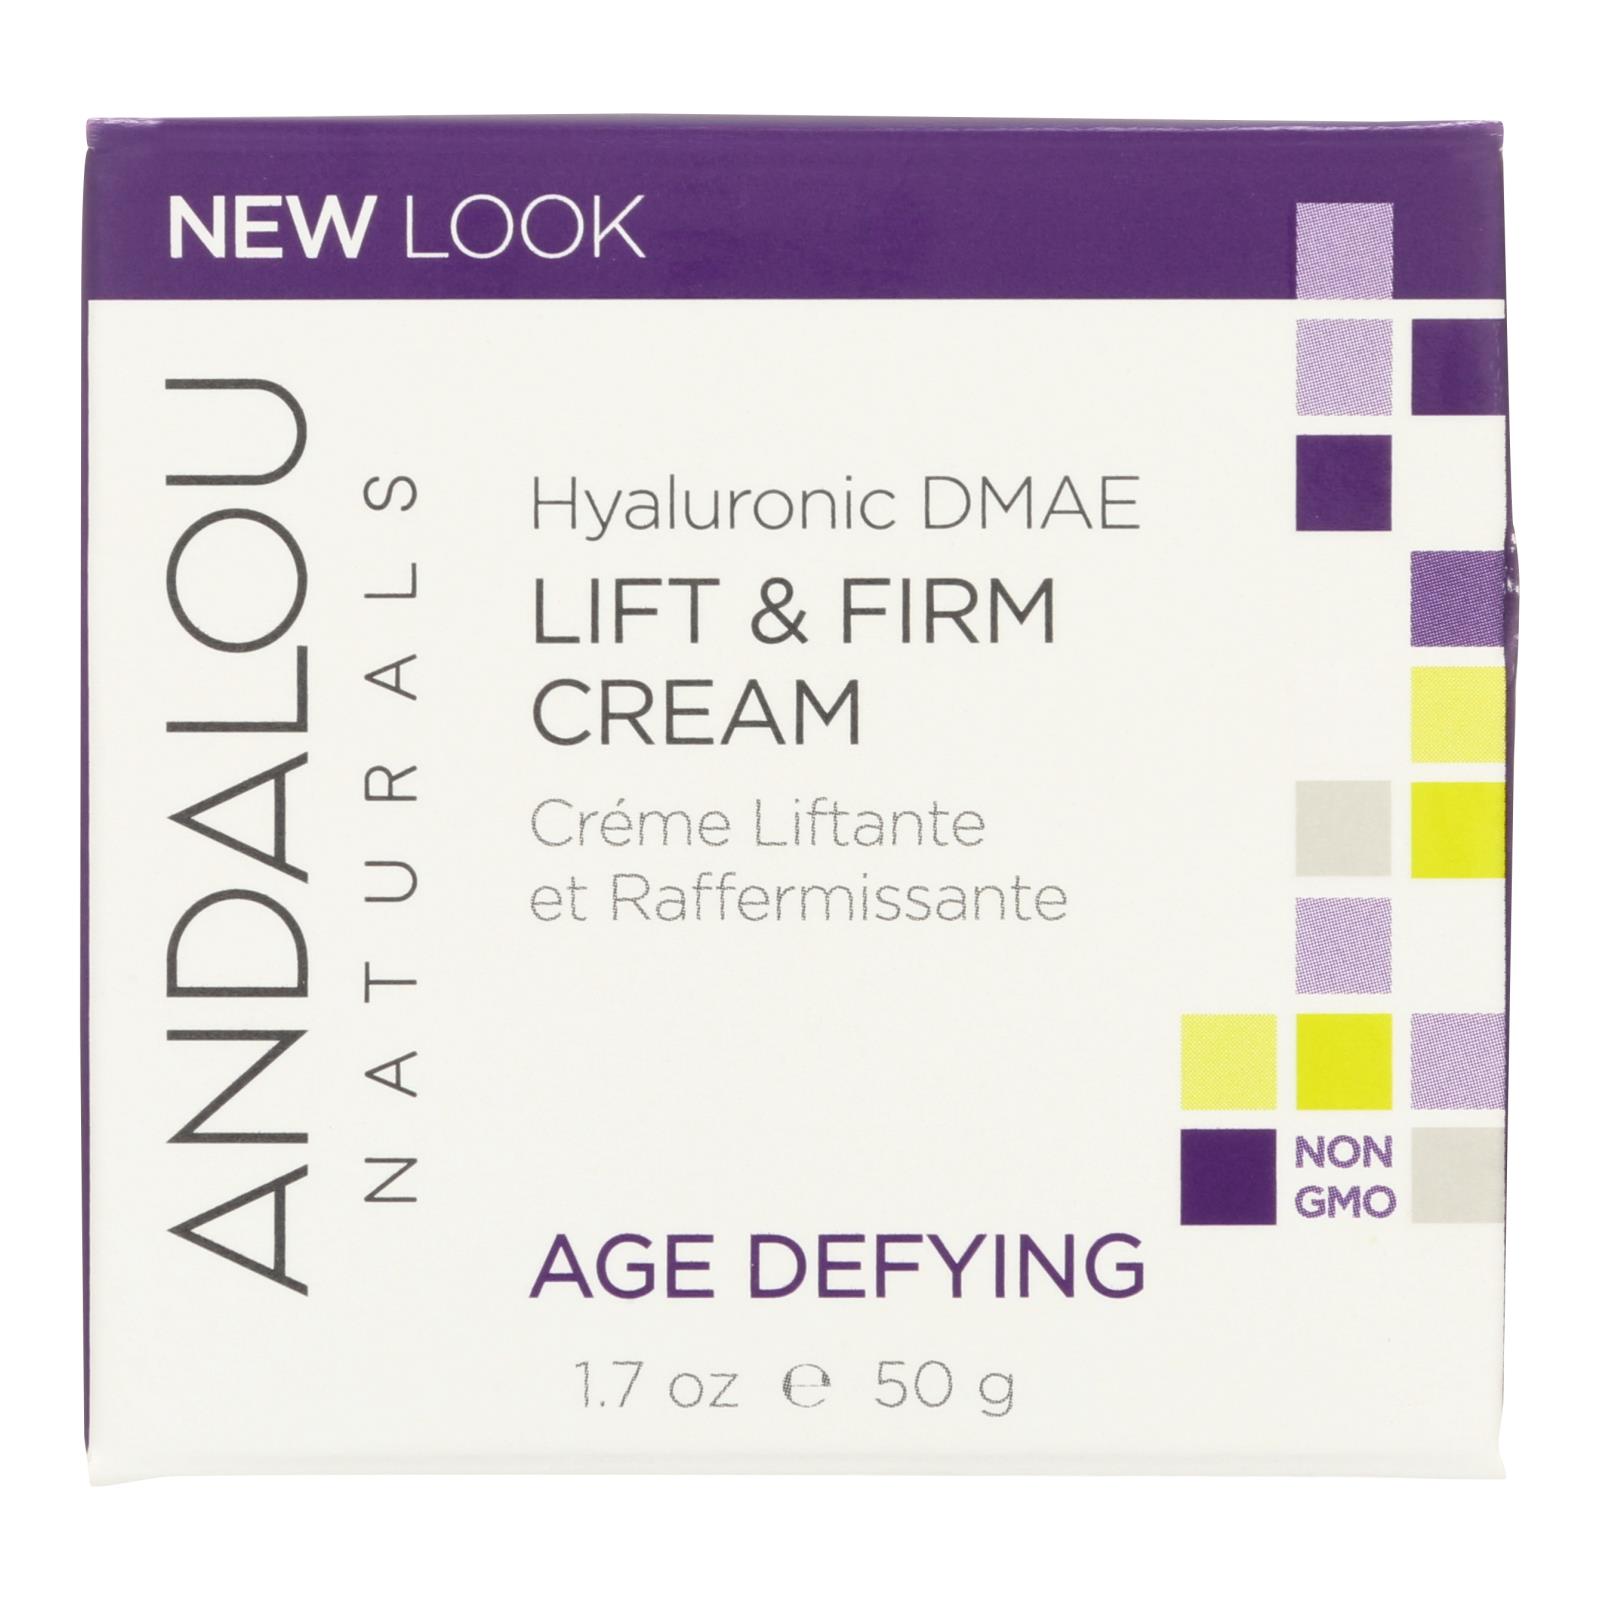 NEW LOOK
ANDALOU
NATURALS
Hyaluronic DMAE
LIFT & FIRM
CREAM
Créme Liftante
et Raffermissante
NON
GMO
AGE DEFYING
1.7 oz ℮ 50 g